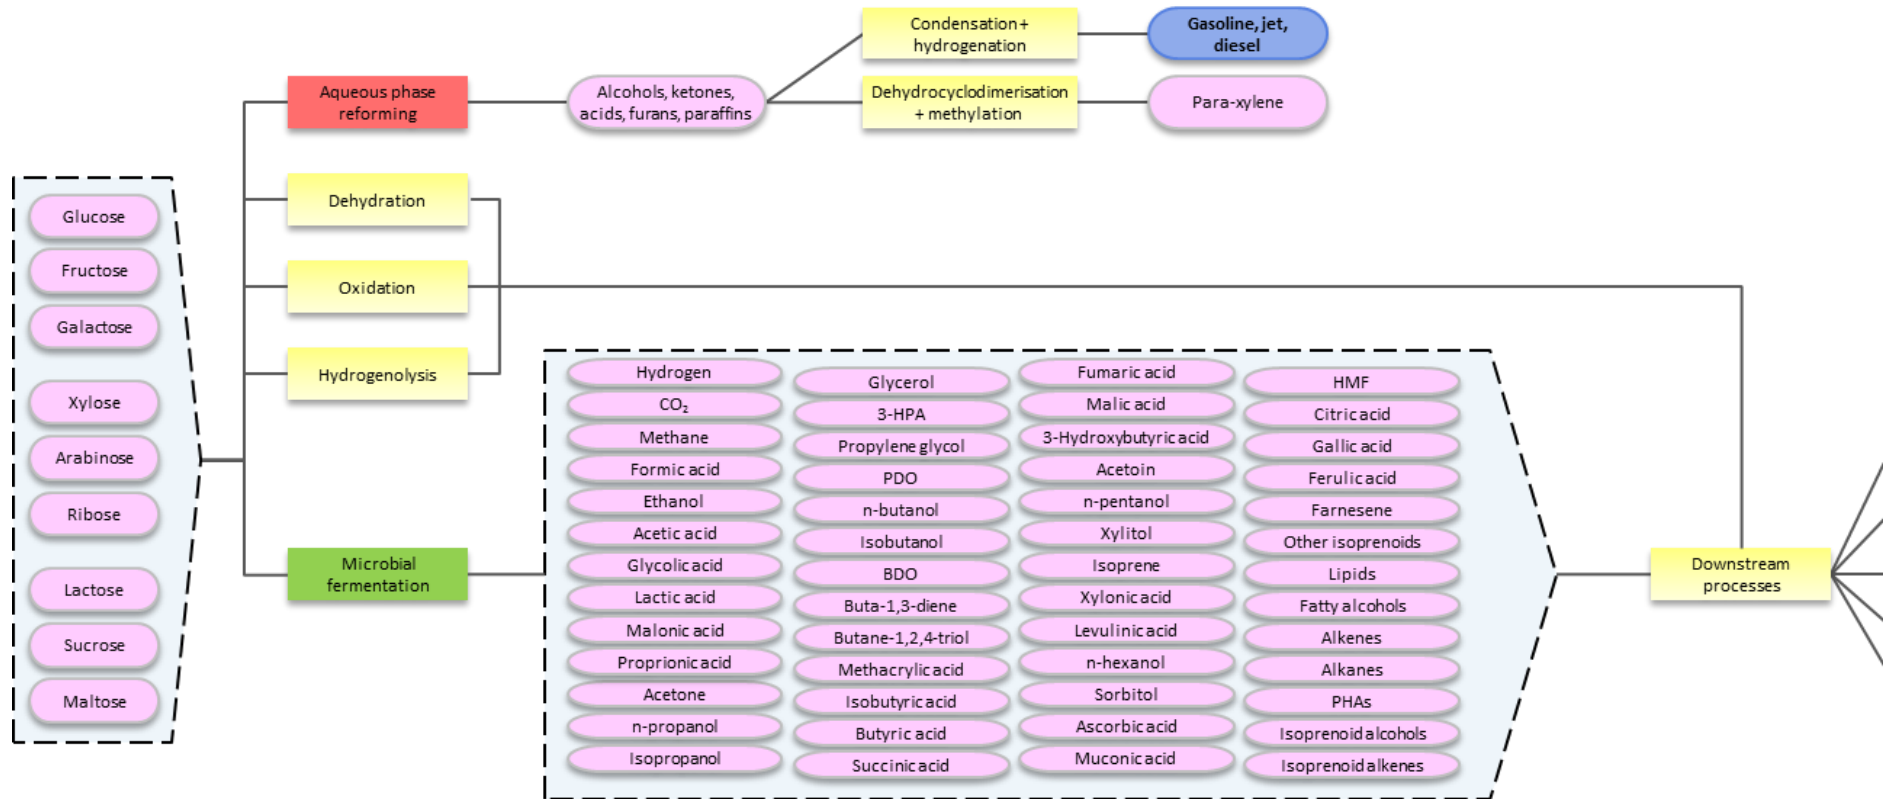 Condensation+
hydrogenation
Gasoline, jet,
diesel
Aqueous phase
reforming
Alcohols, ketones,
acids, furans, paraffins
Dehydrocyclodimerisation
+ methylation
Para-xylene
Dehydration
Oxidation
Hydrogenolysis
Microbial
fermentation
Glucose
Fructose
Galactose
Xylose
Arabinose
Ribose
Lactose
Sucrose
Maltose
Hydrogen
CO₂
Methane
Formic acid
Ethanol
Acetic acid
Glycolic acid
Lactic acid
Malonic acid
Proprionic acid
Acetone
n-propanol
Isopropanol
Glycerol
3-HPA
Propylene glycol
PDO
n-butanol
Isobutanol
BDO
Buta-1,3-diene
Butane-1,2,4-triol
Methacrylic acid
Isobutyric acid
Butyric acid
Succinic acid
Fumaric acid
Malic acid
3-Hydroxybutyric acid
Acetoin
n-pentanol
Xylitol
Isoprene
Xylonic acid
Levulinic acid
n-hexanol
Sorbitol
Ascorbic acid
Muconic acid
HMF
Citric acid
Gallic acid
Ferulic acid
Farnesene
Other isoprenoids
Lipids
Fatty alcohols
Alkenes
Alkanes
PHAs
Isoprenoid alcohols
Isoprenoid alkenes
Downstream
processes